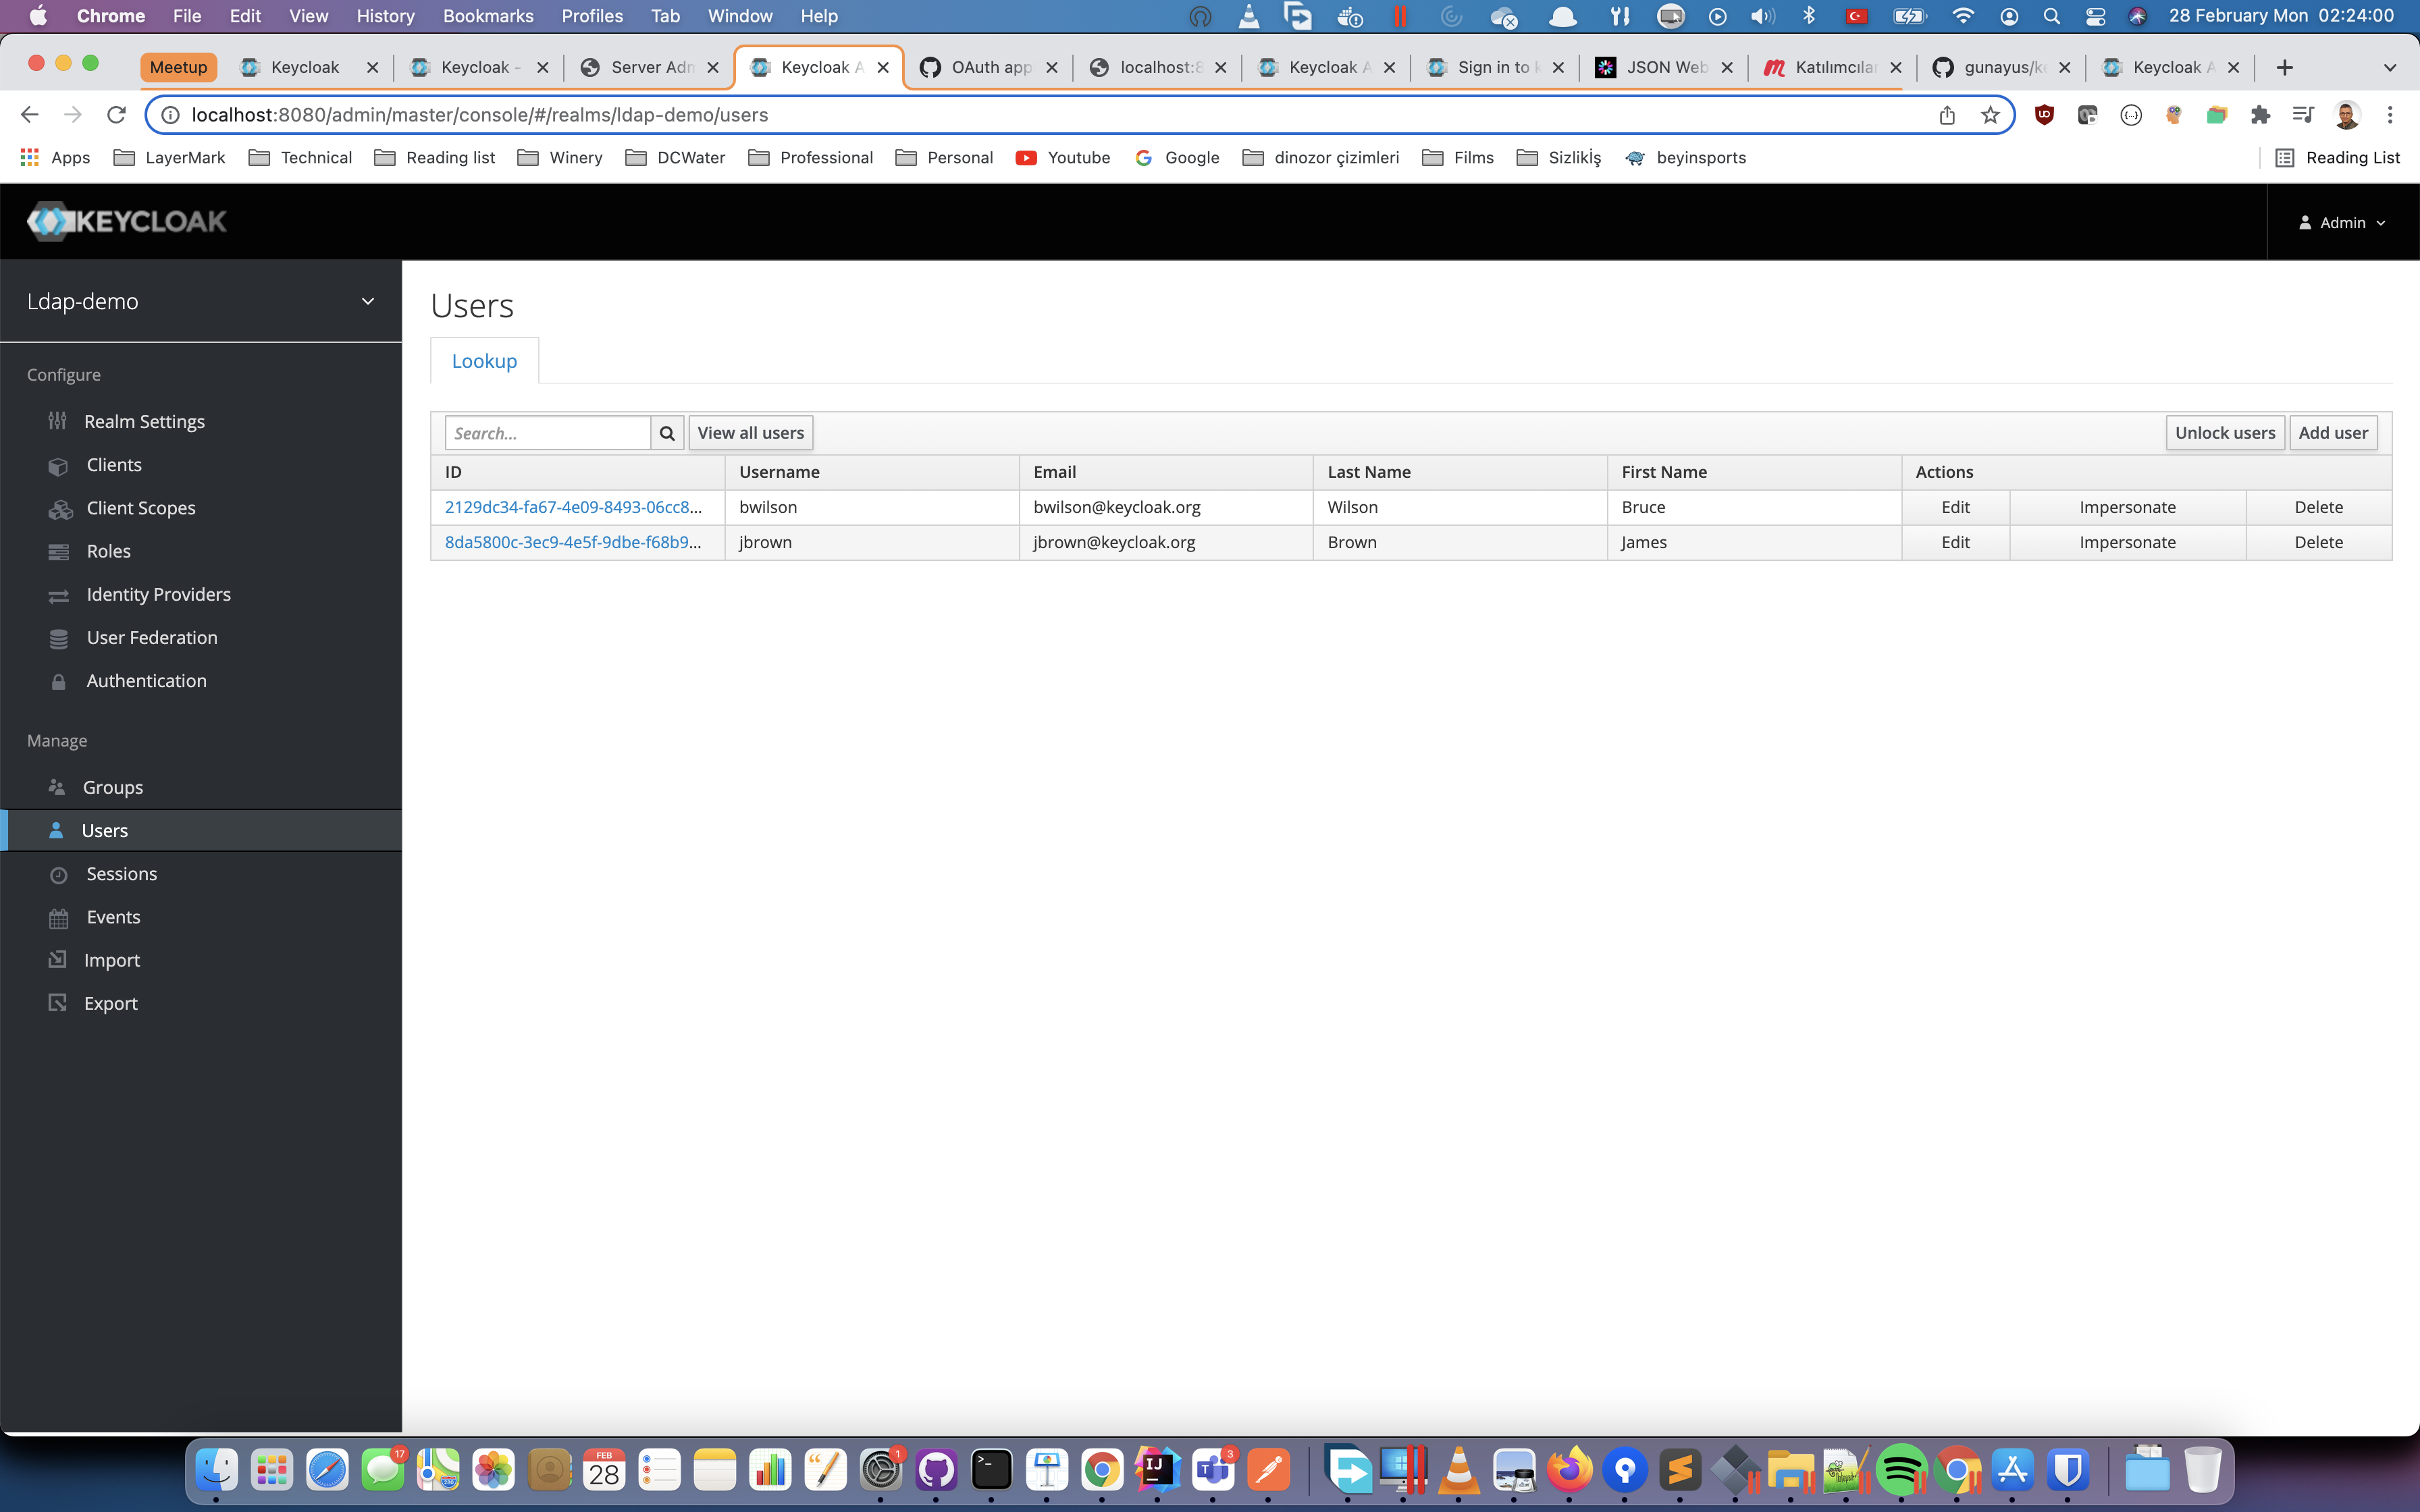 Chrome File Edit View History Bookmarks Profiles Tab Window Help 28 February Mon 02:24:00
Meetup Keycloak Keycloak - Server Adn Keycloak A OAuth app localhost:8 Keycloak A Sign in to k JSON Web Katılımcılar gunayus/ke Keycloak A
localhost:8080/admin/master/console/#/realms/ldap-demo/users
Apps LayerMark Technical Reading list Winery DCWater Professional Personal Youtube Google dinozor çizimleri Films Sizlikİş beyinsports Reading List
KEYCLOAK Admin
Ldap-demo
Configure
Realm Settings
Clients
Client Scopes
Roles
Identity Providers
User Federation
Authentication
Manage
Groups
Users
Sessions
Events
Import
Export
Users
Lookup
Search... View all users Unlock users Add user
ID Username Email Last Name First Name Actions
2129dc34-fa67-4e09-8493-06cc8... bwilson bwilson@keycloak.org Wilson Bruce Edit Impersonate Delete
8da5800c-3ec9-4e5f-9dbe-f68b9... jbrown jbrown@keycloak.org Brown James Edit Impersonate Delete
17 FEB 28 1 3